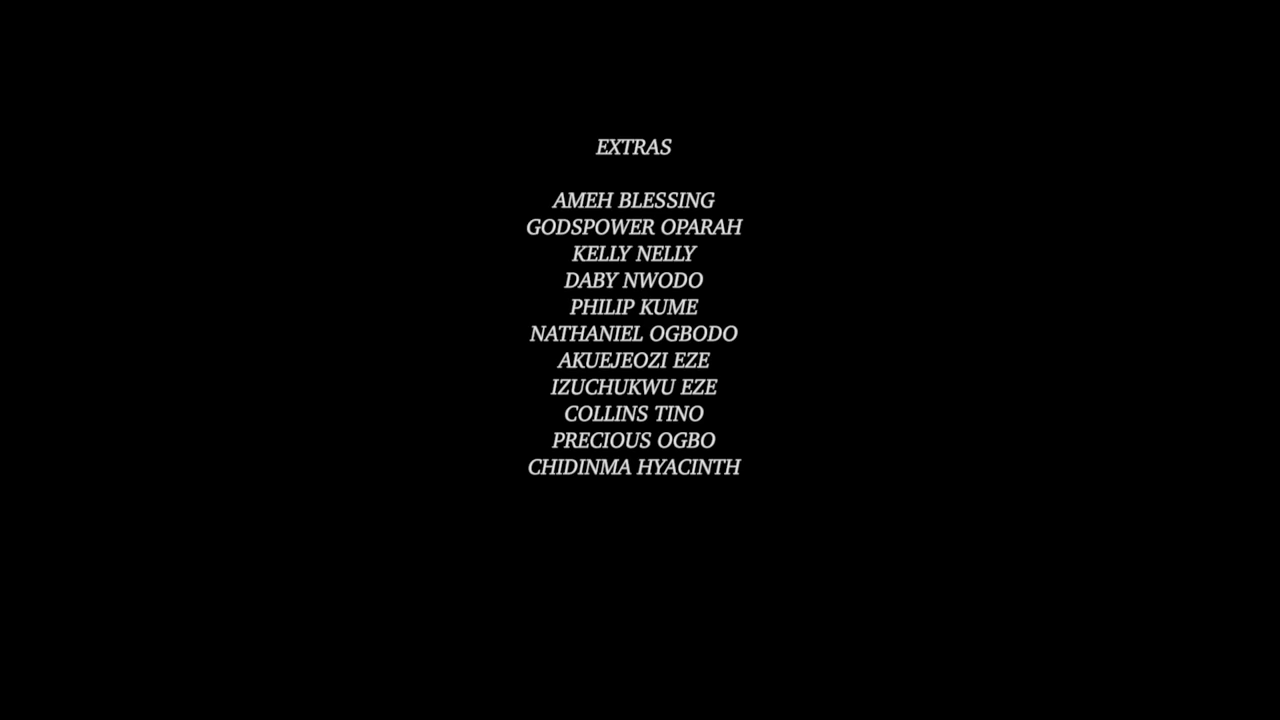 EXTRAS
AMEH BLESSING
GODSPOWER OPARAH
KELLY NELLY
DABY NWODO
PHILIP KUME
NATHANIEL OGBODO
AKUEJEOZI EZE
IZUCHUKWU EZE
COLLINS TINO
PRECIOUS OGBO
CHIDINMA HYACINTH